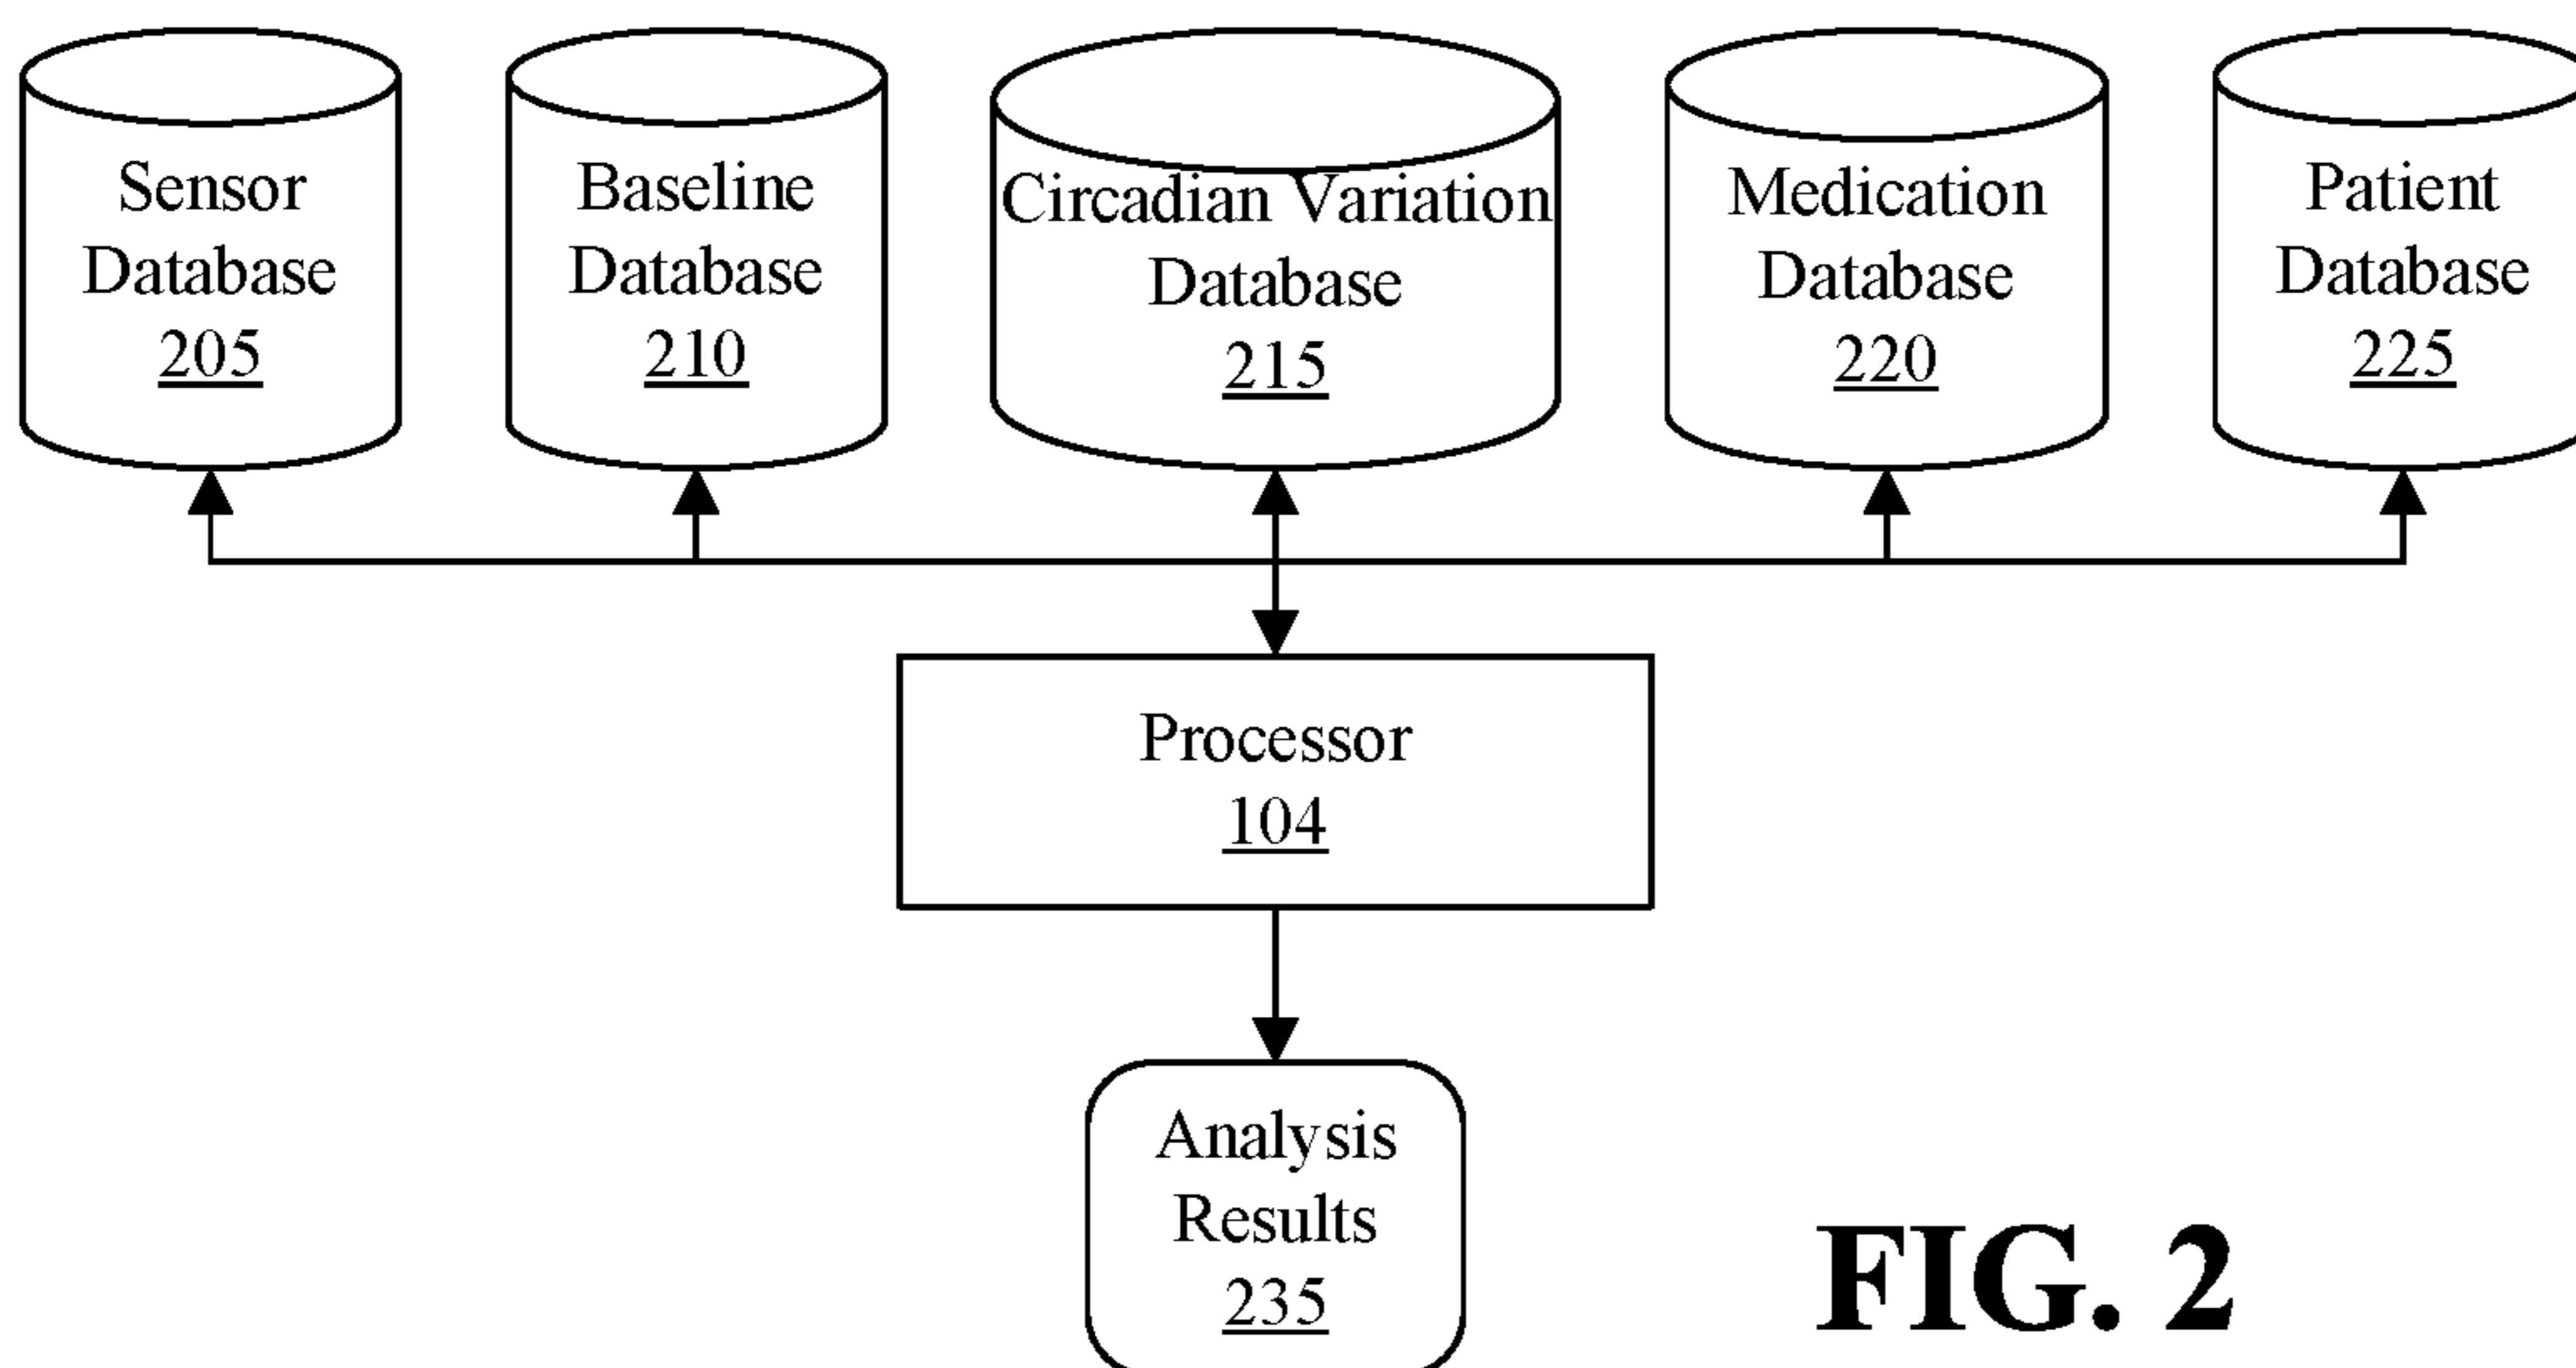 Sensor
Database
205
Baseline
Database
210
Circadian Variation
Database
215
Medication
Database
220
Patient
Database
225
Processor
104
Analysis
Results
235
FIG. 2